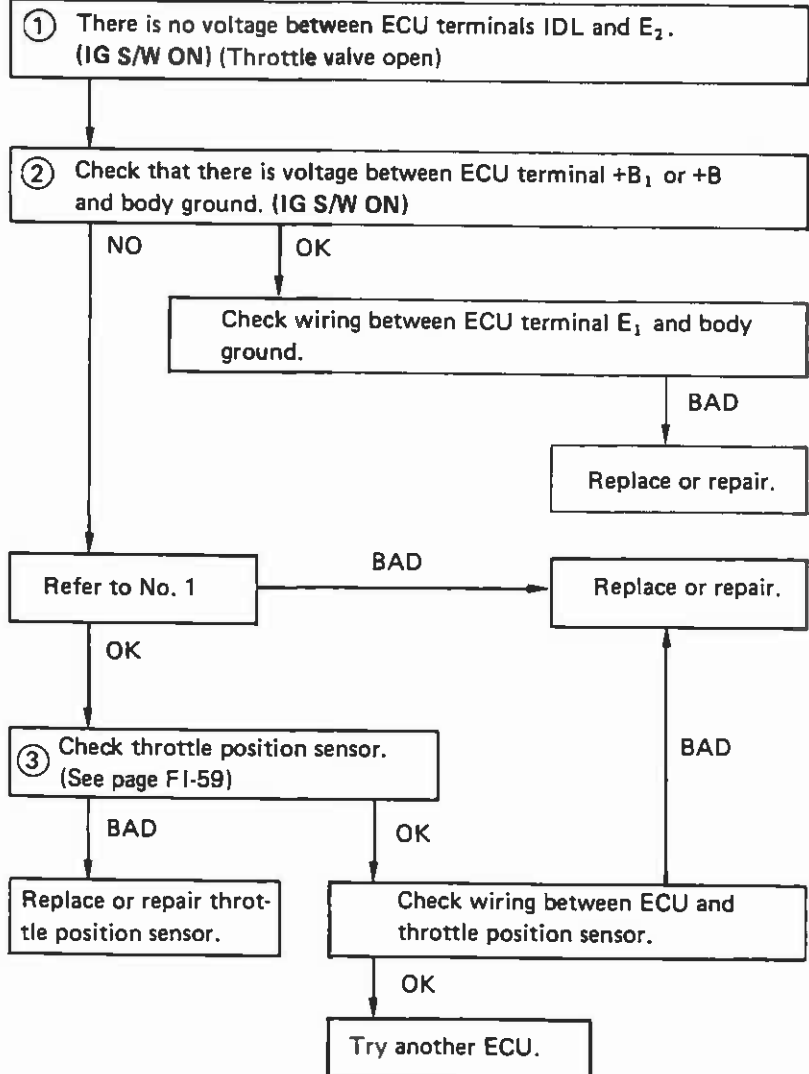 ① There is no voltage between ECU terminals IDL and E₂.
(IG S/W ON) (Throttle valve open)
② Check that there is voltage between ECU terminal +B₁ or +B
and body ground. (IG S/W ON)
NO
OK
Check wiring between ECU terminal E₁ and body
ground.
BAD
Replace or repair.
Refer to No. 1
BAD
Replace or repair.
OK
③ Check throttle position sensor.
(See page FI-59)
BAD
BAD
OK
Replace or repair throt-
tle position sensor.
Check wiring between ECU and
throttle position sensor.
OK
Try another ECU.